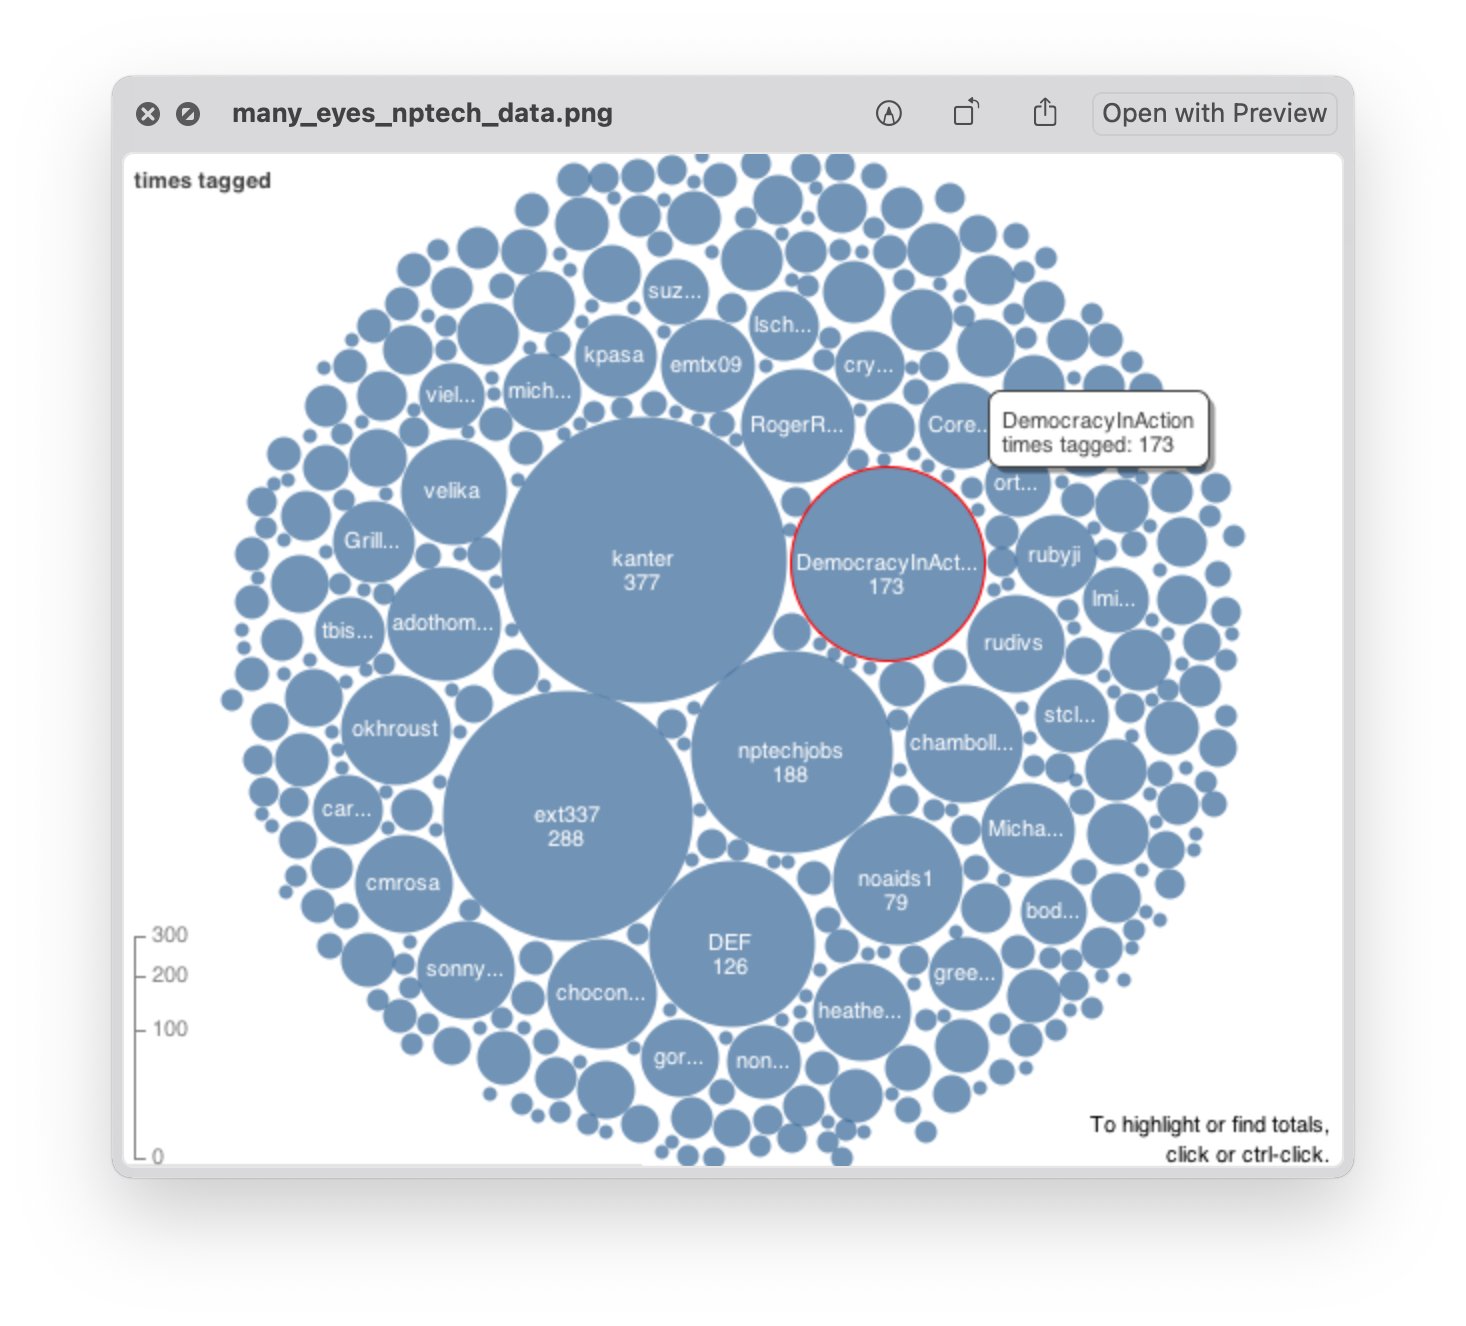 many_eyes_nptech_data.png
Open with Preview
times tagged
suz...
lsch...
kpasa
emtx09
cry...
viel...
mich...
RogerR...
Core...
DemocracyInAction
times tagged: 173
velika
ort...
Grill...
kanter
377
DemocracyInAct...
173
rubyji
lmi...
tbis...
adothom...
rudivs
okhroust
stcl...
chamboll...
nptechjobs
188
car...
ext337
288
Micha...
cmrosa
noaids1
79
bod...
DEF
126
sonny...
gree...
chocon...
heathe...
gor...
non...
300
200
100
0
To highlight or find totals,
click or ctrl-click.